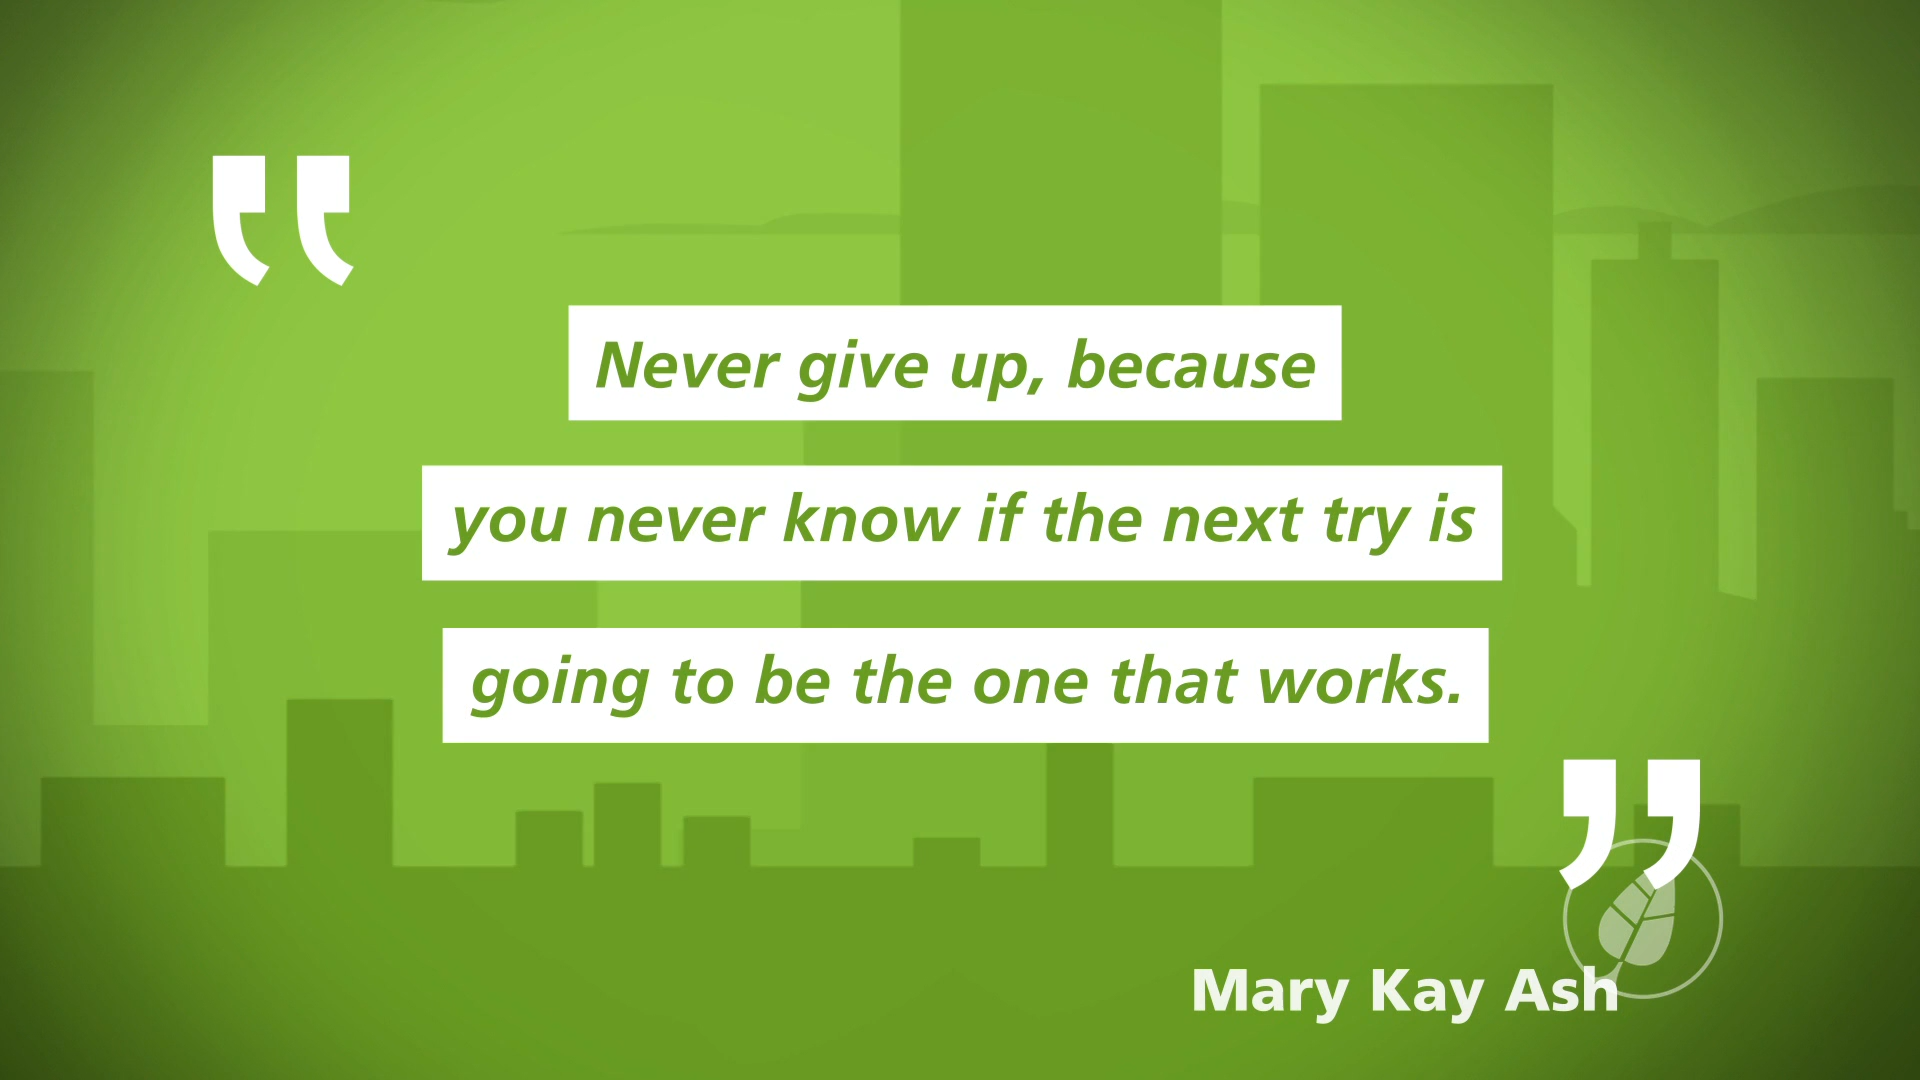 "
Never give up, because
you never know if the next try is
going to be the one that works.
"
Mary Kay Ash